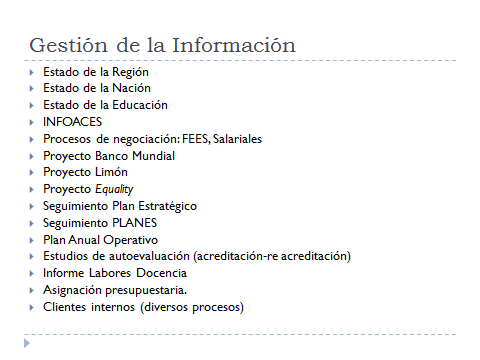 Gestión de la Información
Estado de la Región
Estado de la Nación
Estado de la Educación
INFOACES
Procesos de negociación: FEES, Salariales
Proyecto Banco Mundial
Proyecto Limón
Proyecto Equality
Seguimiento Plan Estratégico
Seguimiento PLANES
Plan Anual Operativo
Estudios de autoevaluación (acreditación-re acreditación)
Informe Labores Docencia
Asignación presupuestaria.
Clientes internos (diversos procesos)